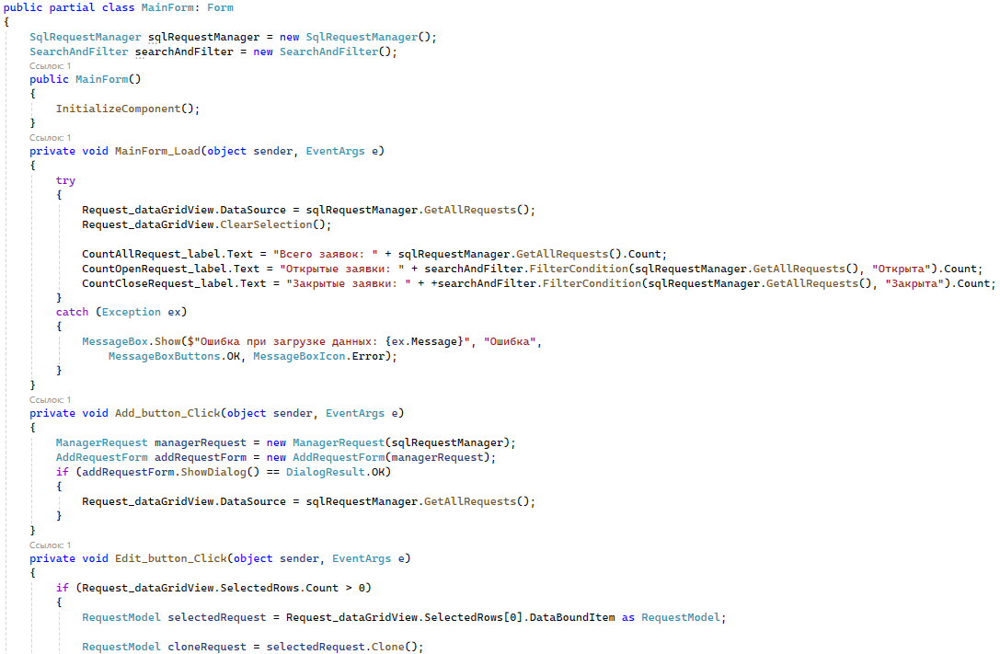 public partial class MainForm: Form
{
    SqlRequestManager sqlRequestManager = new SqlRequestManager();
    SearchAndFilter searchAndFilter = new SearchAndFilter();
    Ссылок: 1
    public MainForm()
    {
        InitializeComponent();
    }
    Ссылок: 1
    private void MainForm_Load(object sender, EventArgs e)
    {
        try
        {
            Request_dataGridView.DataSource = sqlRequestManager.GetAllRequests();
            Request_dataGridView.ClearSelection();

            CountAllRequest_label.Text = "Всего заявок: " + sqlRequestManager.GetAllRequests().Count;
            CountOpenRequest_label.Text = "Открытые заявки: " + searchAndFilter.FilterCondition(sqlRequestManager.GetAllRequests(), "Открыта").Count;
            CountCloseRequest_label.Text = "Закрытые заявки: " + +searchAndFilter.FilterCondition(sqlRequestManager.GetAllRequests(), "Закрыта").Count;
        }
        catch (Exception ex)
        {
            MessageBox.Show($"Ошибка при загрузке данных: {ex.Message}", "Ошибка",
                MessageBoxButtons.OK, MessageBoxIcon.Error);
        }
    }
    Ссылок: 1
    private void Add_button_Click(object sender, EventArgs e)
    {
        ManagerRequest managerRequest = new ManagerRequest(sqlRequestManager);
        AddRequestForm addRequestForm = new AddRequestForm(managerRequest);
        if (addRequestForm.ShowDialog() == DialogResult.OK)
        {
            Request_dataGridView.DataSource = sqlRequestManager.GetAllRequests();
        }
    }
    Ссылок: 1
    private void Edit_button_Click(object sender, EventArgs e)
    {
        if (Request_dataGridView.SelectedRows.Count > 0)
        {
            RequestModel selectedRequest = Request_dataGridView.SelectedRows[0].DataBoundItem as RequestModel;

            RequestModel cloneRequest = selectedRequest.Clone();